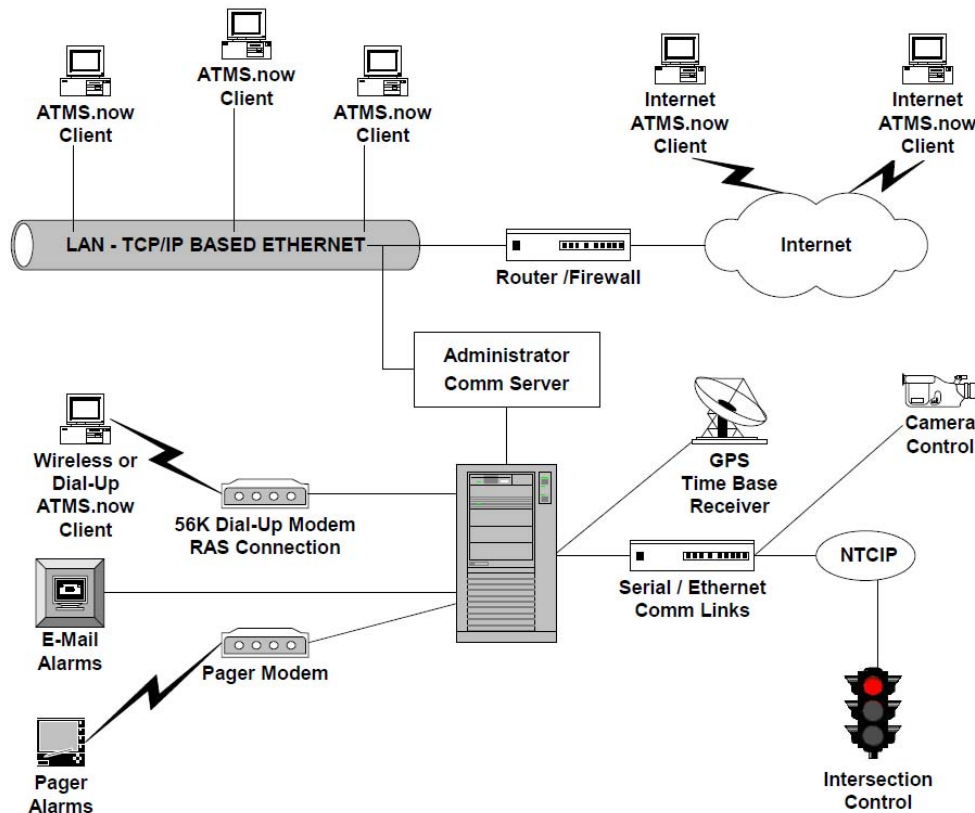 ATMS.now
Client
ATMS.now
Client
ATMS.now
Client
Internet
ATMS.now
Client
Internet
ATMS.now
Client
LAN - TCP/IP BASED ETHERNET
Router /Firewall
Internet
Administrator
Comm Server
Wireless or
Dial-Up
ATMS.now
Client
56K Dial-Up Modem
RAS Connection
GPS
Time Base
Receiver
Camera
Control
Serial / Ethernet
Comm Links
NTCIP
E-Mail
Alarms
Pager Modem
Pager
Alarms
Intersection
Control